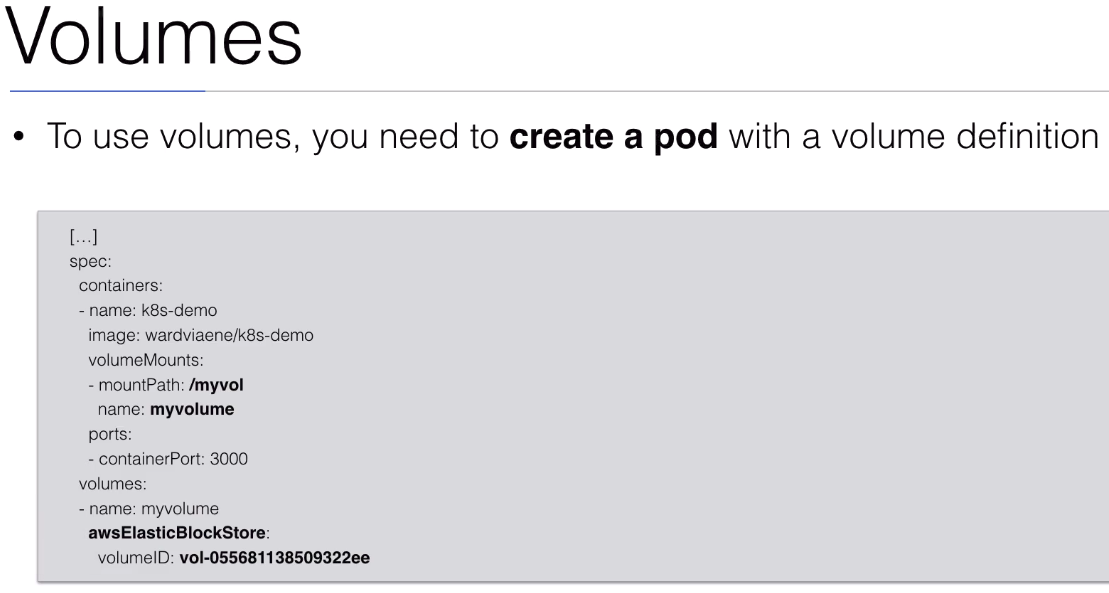 Volumes
• To use volumes, you need to create a pod with a volume definition
[...]
spec:
  containers:
  - name: k8s-demo
    image: wardviaene/k8s-demo
    volumeMounts:
    - mountPath: /myvol
      name: myvolume
    ports:
    - containerPort: 3000
  volumes:
  - name: myvolume
    awsElasticBlockStore:
      volumeID: vol-055681138509322ee